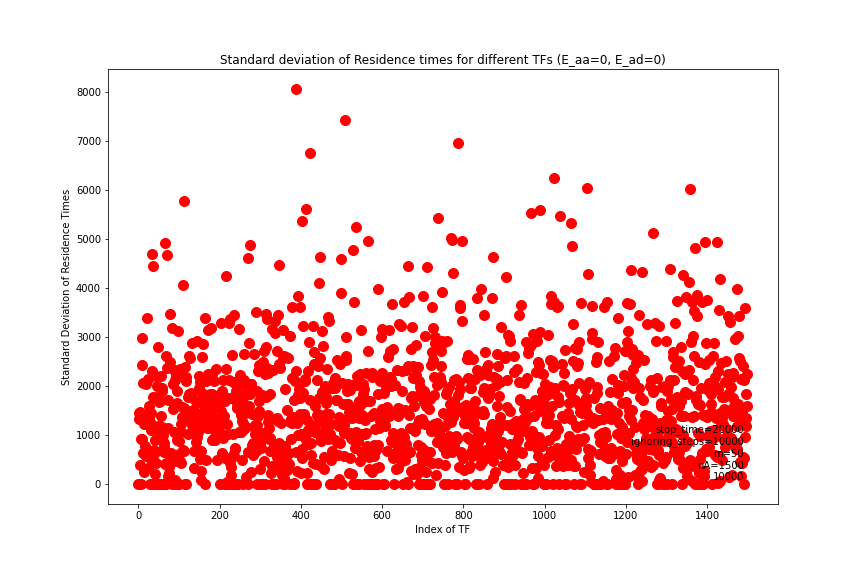 Standard deviation of Residence times for different TFs (E_aa=0, E_ad=0)
Standard Deviation of Residence Times
8000
7000
6000
5000
4000
3000
2000
1000
0
stop_time=20000
ignoring_steps=10000
m=50
nA=1500
10000
0
200
400
600
800
1000
1200
1400
Index of TF